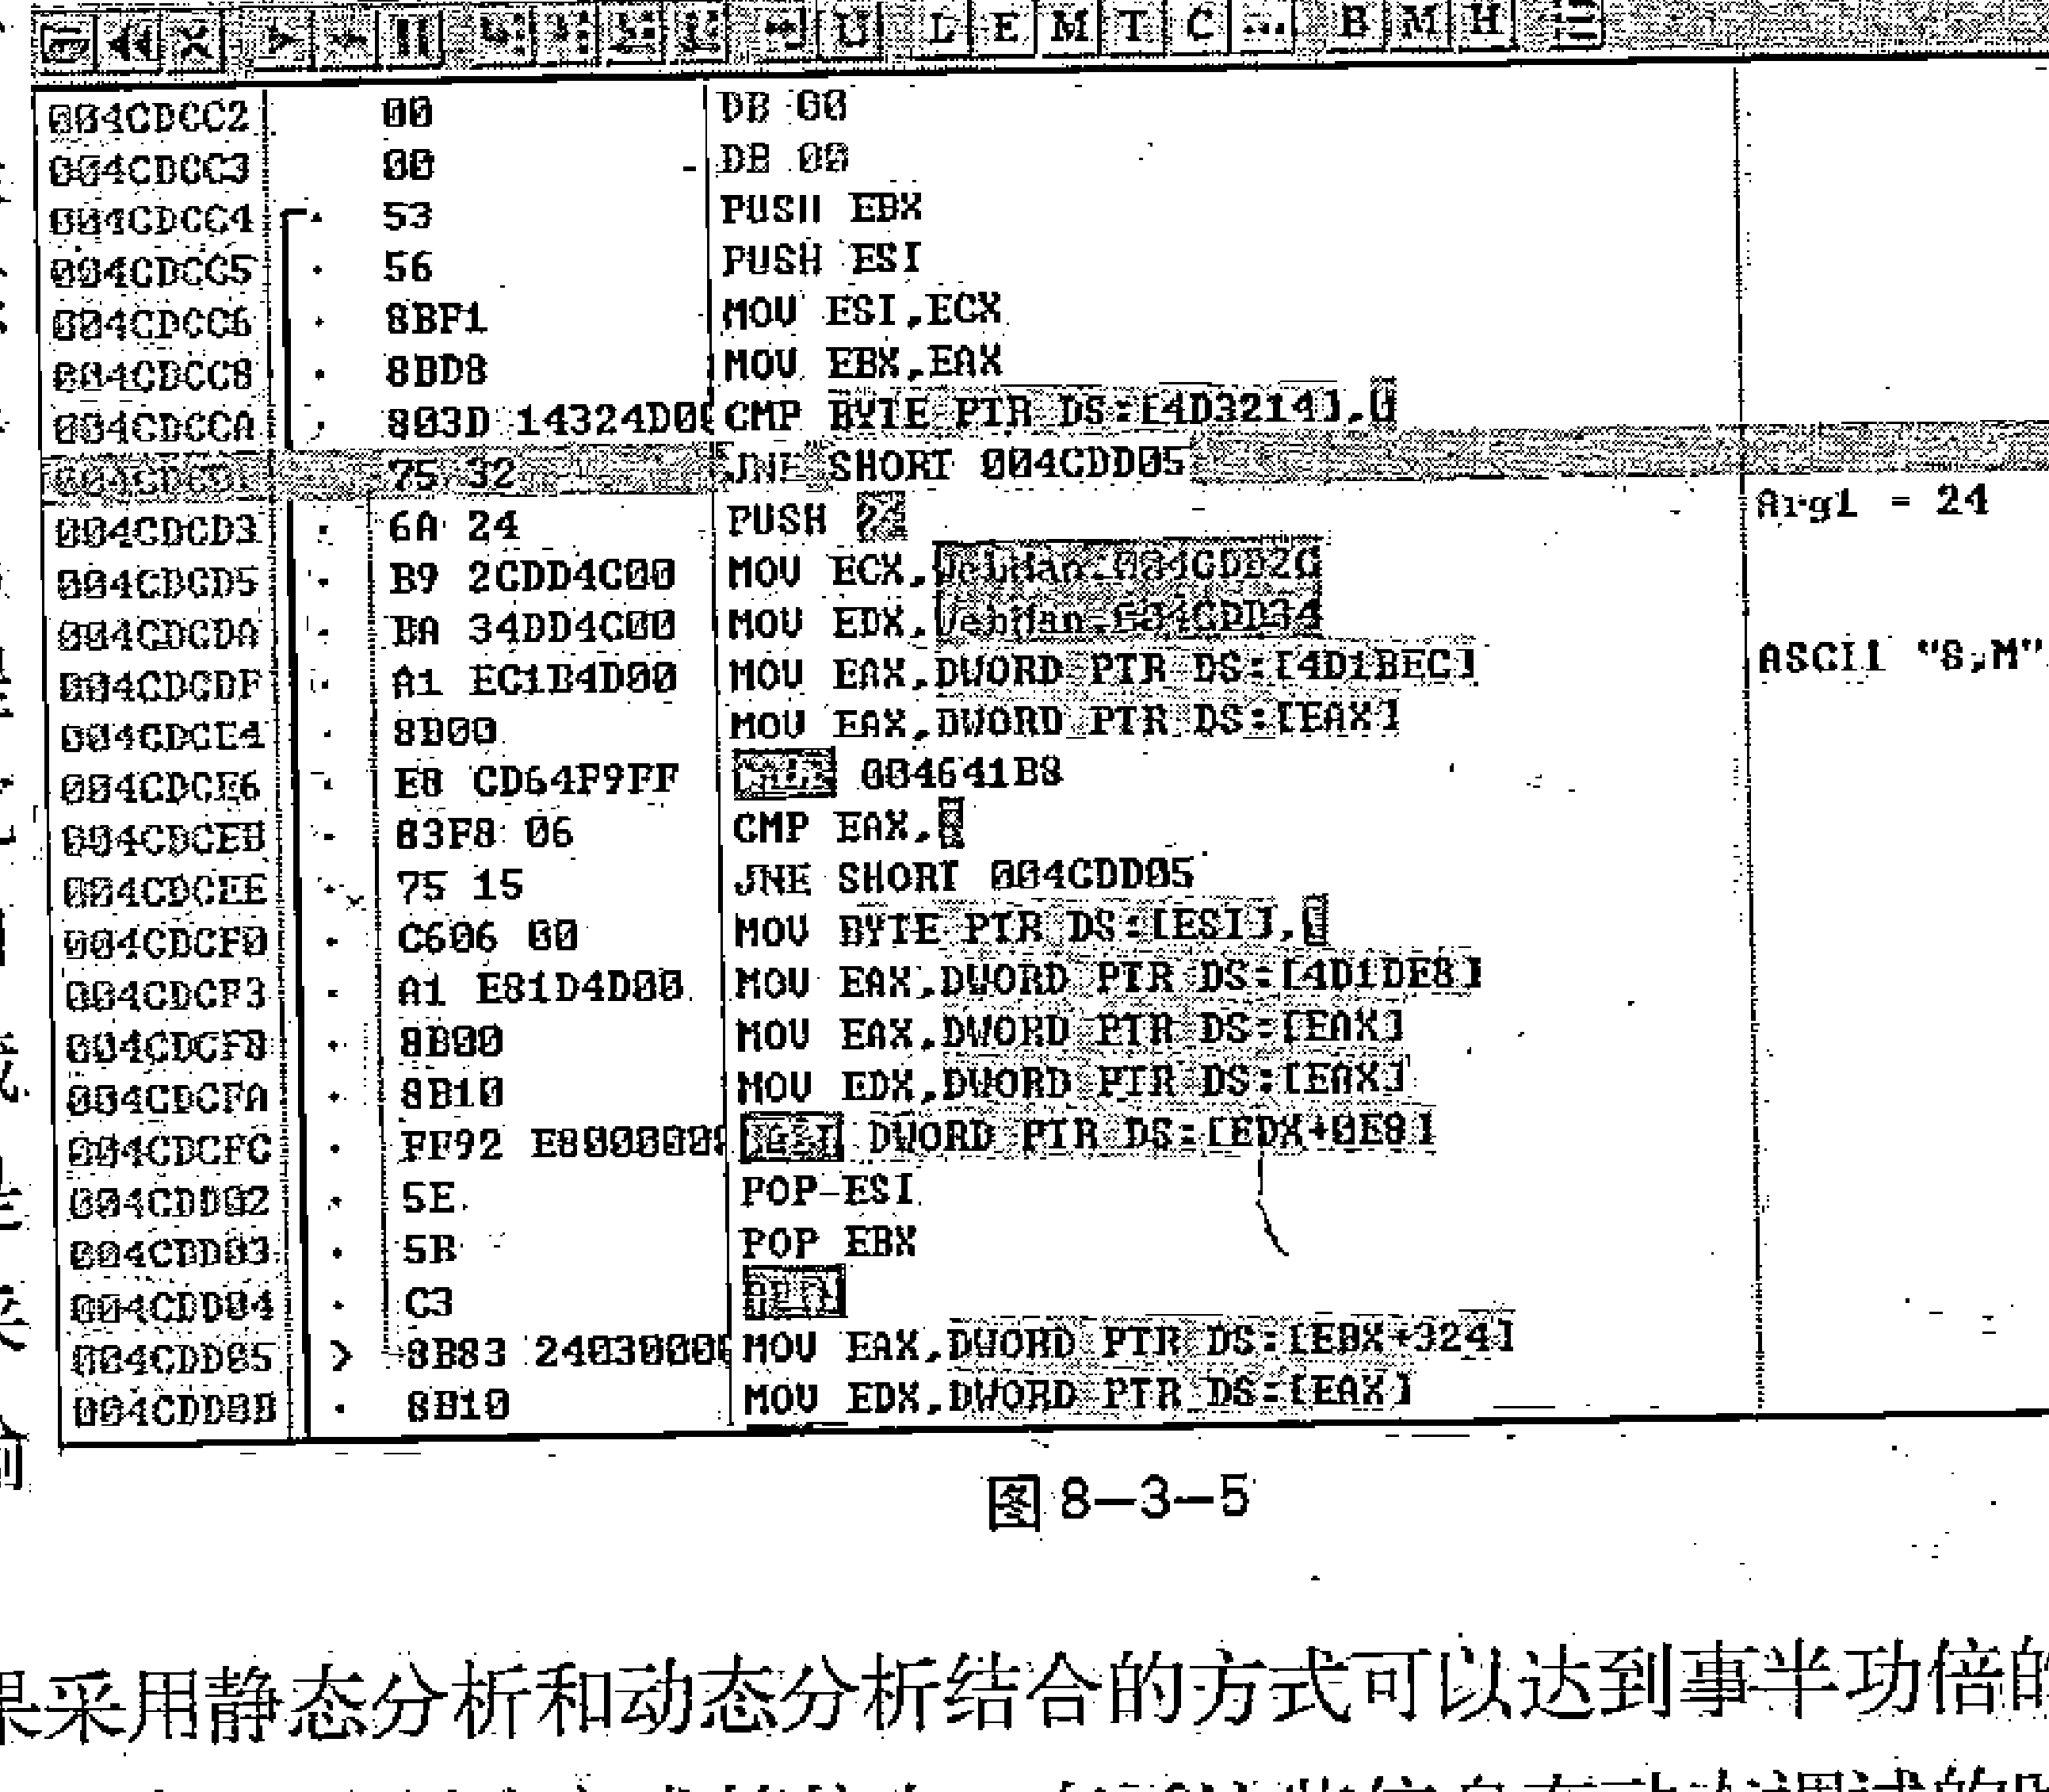 L E M T C ... B M H
004CDCC2 00 DB 00
004CDCC3 00 DB 00
004CDCC4 53 PUSH EBX
004CDCC5 56 PUSH ESI
004CDCC6 8BF1 MOV ESI,ECX
004CDCC8 8BD8 MOV EBX,EAX
004CDCCA 803D 14324D00 CMP BYTE PTR DS:[4D3214],0
004CDCD1 75 32 JNE SHORT 004CDD05
004CDCD3 6A 24 PUSH 24 Arg1 = 24
004CDCD5 B9 2CDD4C00 MOV ECX,WebMan.004CDD2C
004CDCDA BA 34DD4C00 MOV EDX,WebMan.004CDD34
004CDCDF A1 EC1B4D00 MOV EAX,DWORD PTR DS:[4D1BEC] ASCII "8,M"
004CDCE4 8B00 MOV EAX,DWORD PTR DS:[EAX]
004CDCE6 E8 CD64F9FF CALL 004641B8
004CDCEB 83F8 06 CMP EAX,6
004CDCEE 75 15 JNE SHORT 004CDD05
004CDCF0 C606 00 MOV BYTE PTR DS:[ESI],0
004CDCF3 A1 E81D4D00 MOV EAX,DWORD PTR DS:[4D1DE8]
004CDCF8 8B00 MOV EAX,DWORD PTR DS:[EAX]
004CDCFA 8B10 MOV EDX,DWORD PTR DS:[EAX]
004CDCFC FF92 E8000000 CALL DWORD PTR DS:[EDX+0E8]
004CDD02 5E POP ESI
004CDD03 5B POP EBX
004CDD04 C3 RETN
004CDD05 > 8B83 24030000 MOV EAX,DWORD PTR DS:[EBX+324]
004CDD0B 8B10 MOV EDX,DWORD PTR DS:[EAX]
图 8-3-5
果采用静态分析和动态分析结合的方式可以达到事半功倍的